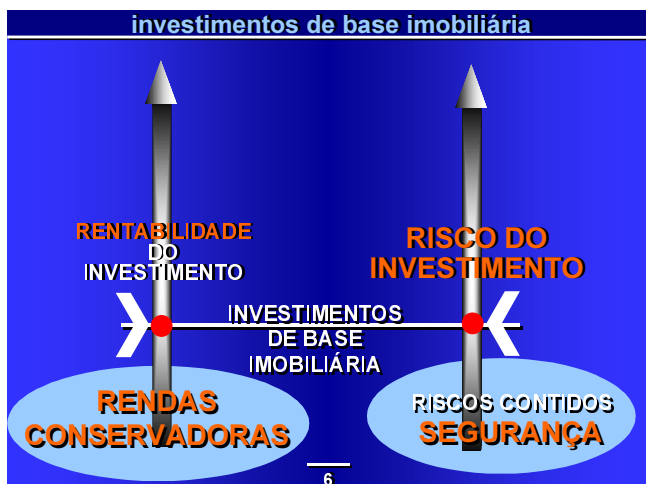 investimentos de base imobiliária
RENTABILIDADE
DO
INVESTIMENTO
RISCO DO
INVESTIMENTO
INVESTIMENTOS
DE BASE
IMOBILIÁRIA
RENDAS
CONSERVADORAS
RISCOS CONTIDOS
SEGURANÇA
6